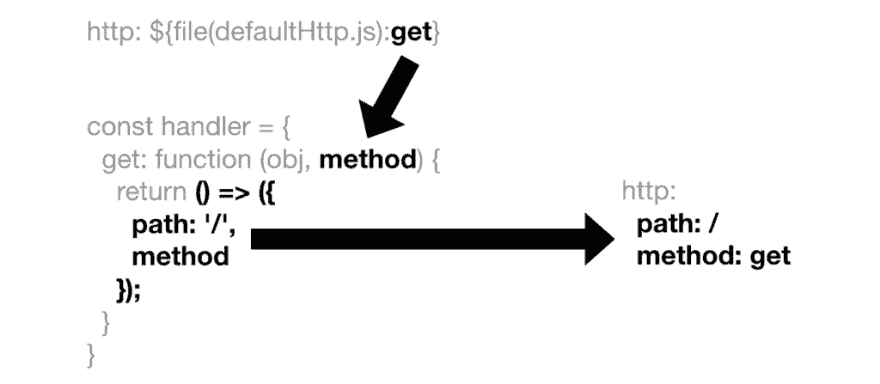 http: ${file(defaultHttp.js):get}
const handler = {
get: function (obj, method) {
return () => ({
path: '/',
method
});
}
}
http:
path: /
method: get